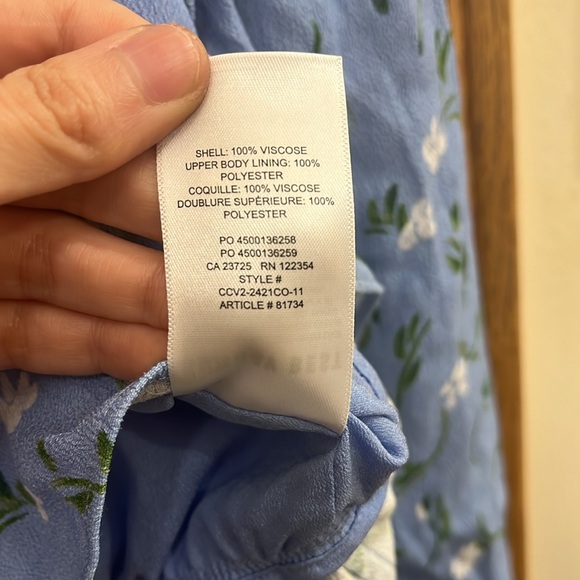 SHELL: 100% VISCOSE
UPPER BODY LINING: 100%
POLYESTER
COQUILLE: 100% VISCOSE
DOUBLURE SUPÉRIEURE: 100%
POLYESTER
PO 4500136258
PO 4500136259
CA 23725 RN 122354
STYLE #
CCV2-2421CO-11
ARTICLE # 81734